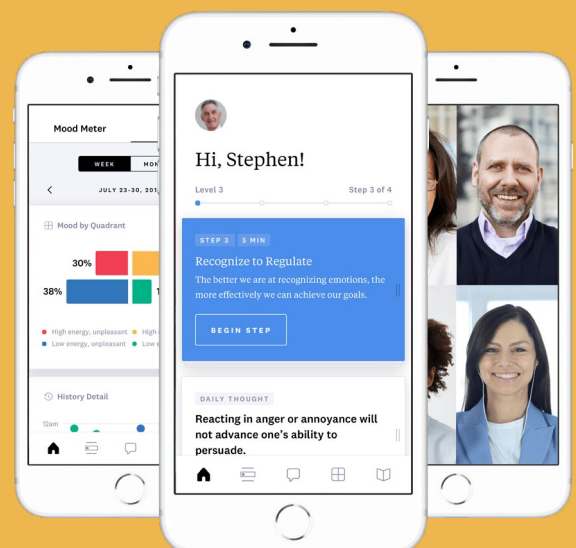 Mood Meter
WEEK
JULY 23-30, 201
Mood by Quadrant
30%
38%
High energy, unpleasant
Low energy, unpleasant
History Detail
12am
Hi, Stephen!
Level 3 Step 3 of 4
STEP 3 5 MIN
Recognize to Regulate
The better we are at recognizing emotions, the
more effectively we can achieve our goals.
BEGIN STEP
DAILY THOUGHT
Reacting in anger or annoyance will
not advance one's ability to
persuade.